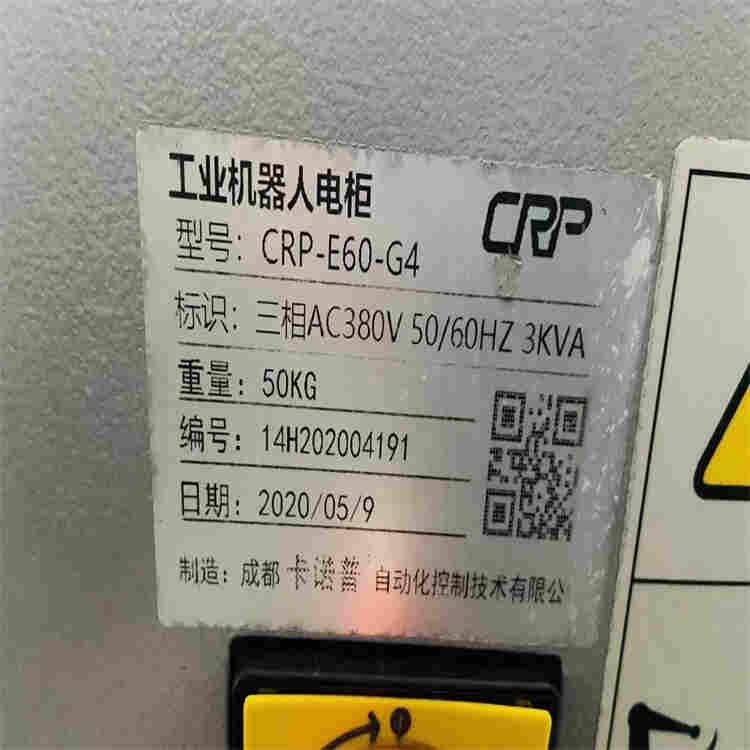 工业机器人电柜
CRP
型号: CRP-E60-G4
标识: 三相AC380V 50/60HZ 3KVA
重量: 50KG
编号: 14H202004191
日期: 2020/05/9
制造: 成都 卡诺普 自动化控制技术有限公